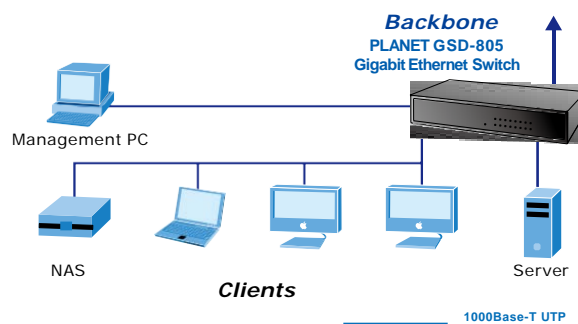 Backbone
PLANET GSD-805
Gigabit Ethernet Switch
Management PC
NAS
Server
Clients
1000Base-T UTP